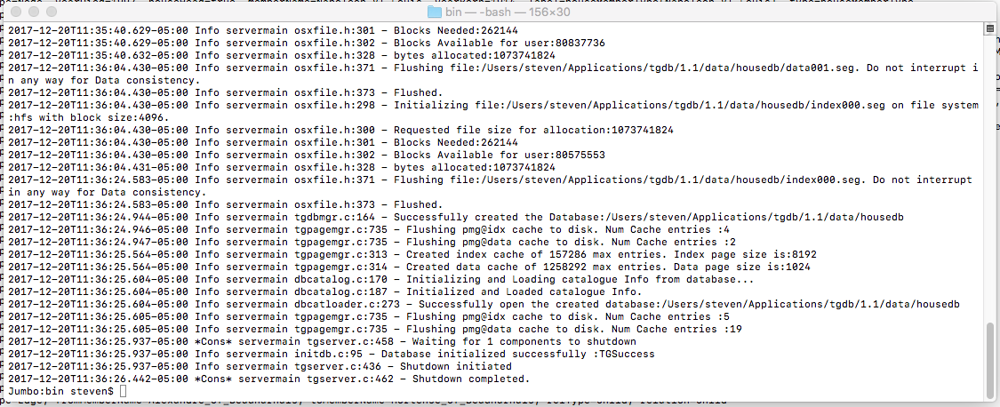 bin — -bash — 156×30
2017-12-20T11:35:40.629-05:00 Info servermain osxfile.h:301 - Blocks Needed:262144
2017-12-20T11:35:40.629-05:00 Info servermain osxfile.h:302 - Blocks Available for user:80837736
2017-12-20T11:35:40.632-05:00 Info servermain osxfile.h:328 - bytes allocated:1073741824
2017-12-20T11:36:04.430-05:00 Info servermain osxfile.h:371 - Flushing file:/Users/steven/Applications/tgdb/1.1/data/housedb/data001.seg. Do not interrupt i
n any way for Data consistency.
2017-12-20T11:36:04.430-05:00 Info servermain osxfile.h:373 - Flushed.
2017-12-20T11:36:04.430-05:00 Info servermain osxfile.h:298 - Initializing file:/Users/steven/Applications/tgdb/1.1/data/housedb/index000.seg on file system
:hfs with block size:4096.
2017-12-20T11:36:04.430-05:00 Info servermain osxfile.h:300 - Requested file size for allocation:1073741824
2017-12-20T11:36:04.430-05:00 Info servermain osxfile.h:301 - Blocks Needed:262144
2017-12-20T11:36:04.430-05:00 Info servermain osxfile.h:302 - Blocks Available for user:80575553
2017-12-20T11:36:04.431-05:00 Info servermain osxfile.h:328 - bytes allocated:1073741824
2017-12-20T11:36:24.583-05:00 Info servermain osxfile.h:371 - Flushing file:/Users/steven/Applications/tgdb/1.1/data/housedb/index000.seg. Do not interrupt
in any way for Data consistency.
2017-12-20T11:36:24.583-05:00 Info servermain osxfile.h:373 - Flushed.
2017-12-20T11:36:24.944-05:00 Info servermain tgdbmgr.c:164 - Successfully created the Database:/Users/steven/Applications/tgdb/1.1/data/housedb
2017-12-20T11:36:24.946-05:00 Info servermain tgpagemgr.c:735 - Flushing pmg@idx cache to disk. Num Cache entries :4
2017-12-20T11:36:24.947-05:00 Info servermain tgpagemgr.c:735 - Flushing pmg@data cache to disk. Num Cache entries :2
2017-12-20T11:36:25.564-05:00 Info servermain tgpagemgr.c:313 - Created index cache of 157286 max entries. Index page size is:8192
2017-12-20T11:36:25.564-05:00 Info servermain tgpagemgr.c:314 - Created data cache of 1258292 max entries. Data page size is:1024
2017-12-20T11:36:25.604-05:00 Info servermain dbcatalog.c:170 - Initializing and Loading catalogue Info from database...
2017-12-20T11:36:25.604-05:00 Info servermain dbcatalog.c:187 - Initialized and Loaded catalogue Info.
2017-12-20T11:36:25.604-05:00 Info servermain dbcatloader.c:273 - Successfully open the created database:/Users/steven/Applications/tgdb/1.1/data/housedb
2017-12-20T11:36:25.605-05:00 Info servermain tgpagemgr.c:735 - Flushing pmg@idx cache to disk. Num Cache entries :5
2017-12-20T11:36:25.605-05:00 Info servermain tgpagemgr.c:735 - Flushing pmg@data cache to disk. Num Cache entries :19
2017-12-20T11:36:25.937-05:00 *Cons* servermain tgserver.c:458 - Waiting for 1 components to shutdown
2017-12-20T11:36:25.937-05:00 Info servermain initdb.c:95 - Database initialized successfully :TGSuccess
2017-12-20T11:36:25.937-05:00 Info servermain tgserver.c:436 - Shutdown initiated
2017-12-20T11:36:26.442-05:00 *Cons* servermain tgserver.c:462 - Shutdown completed.
Jumbo:bin steven$